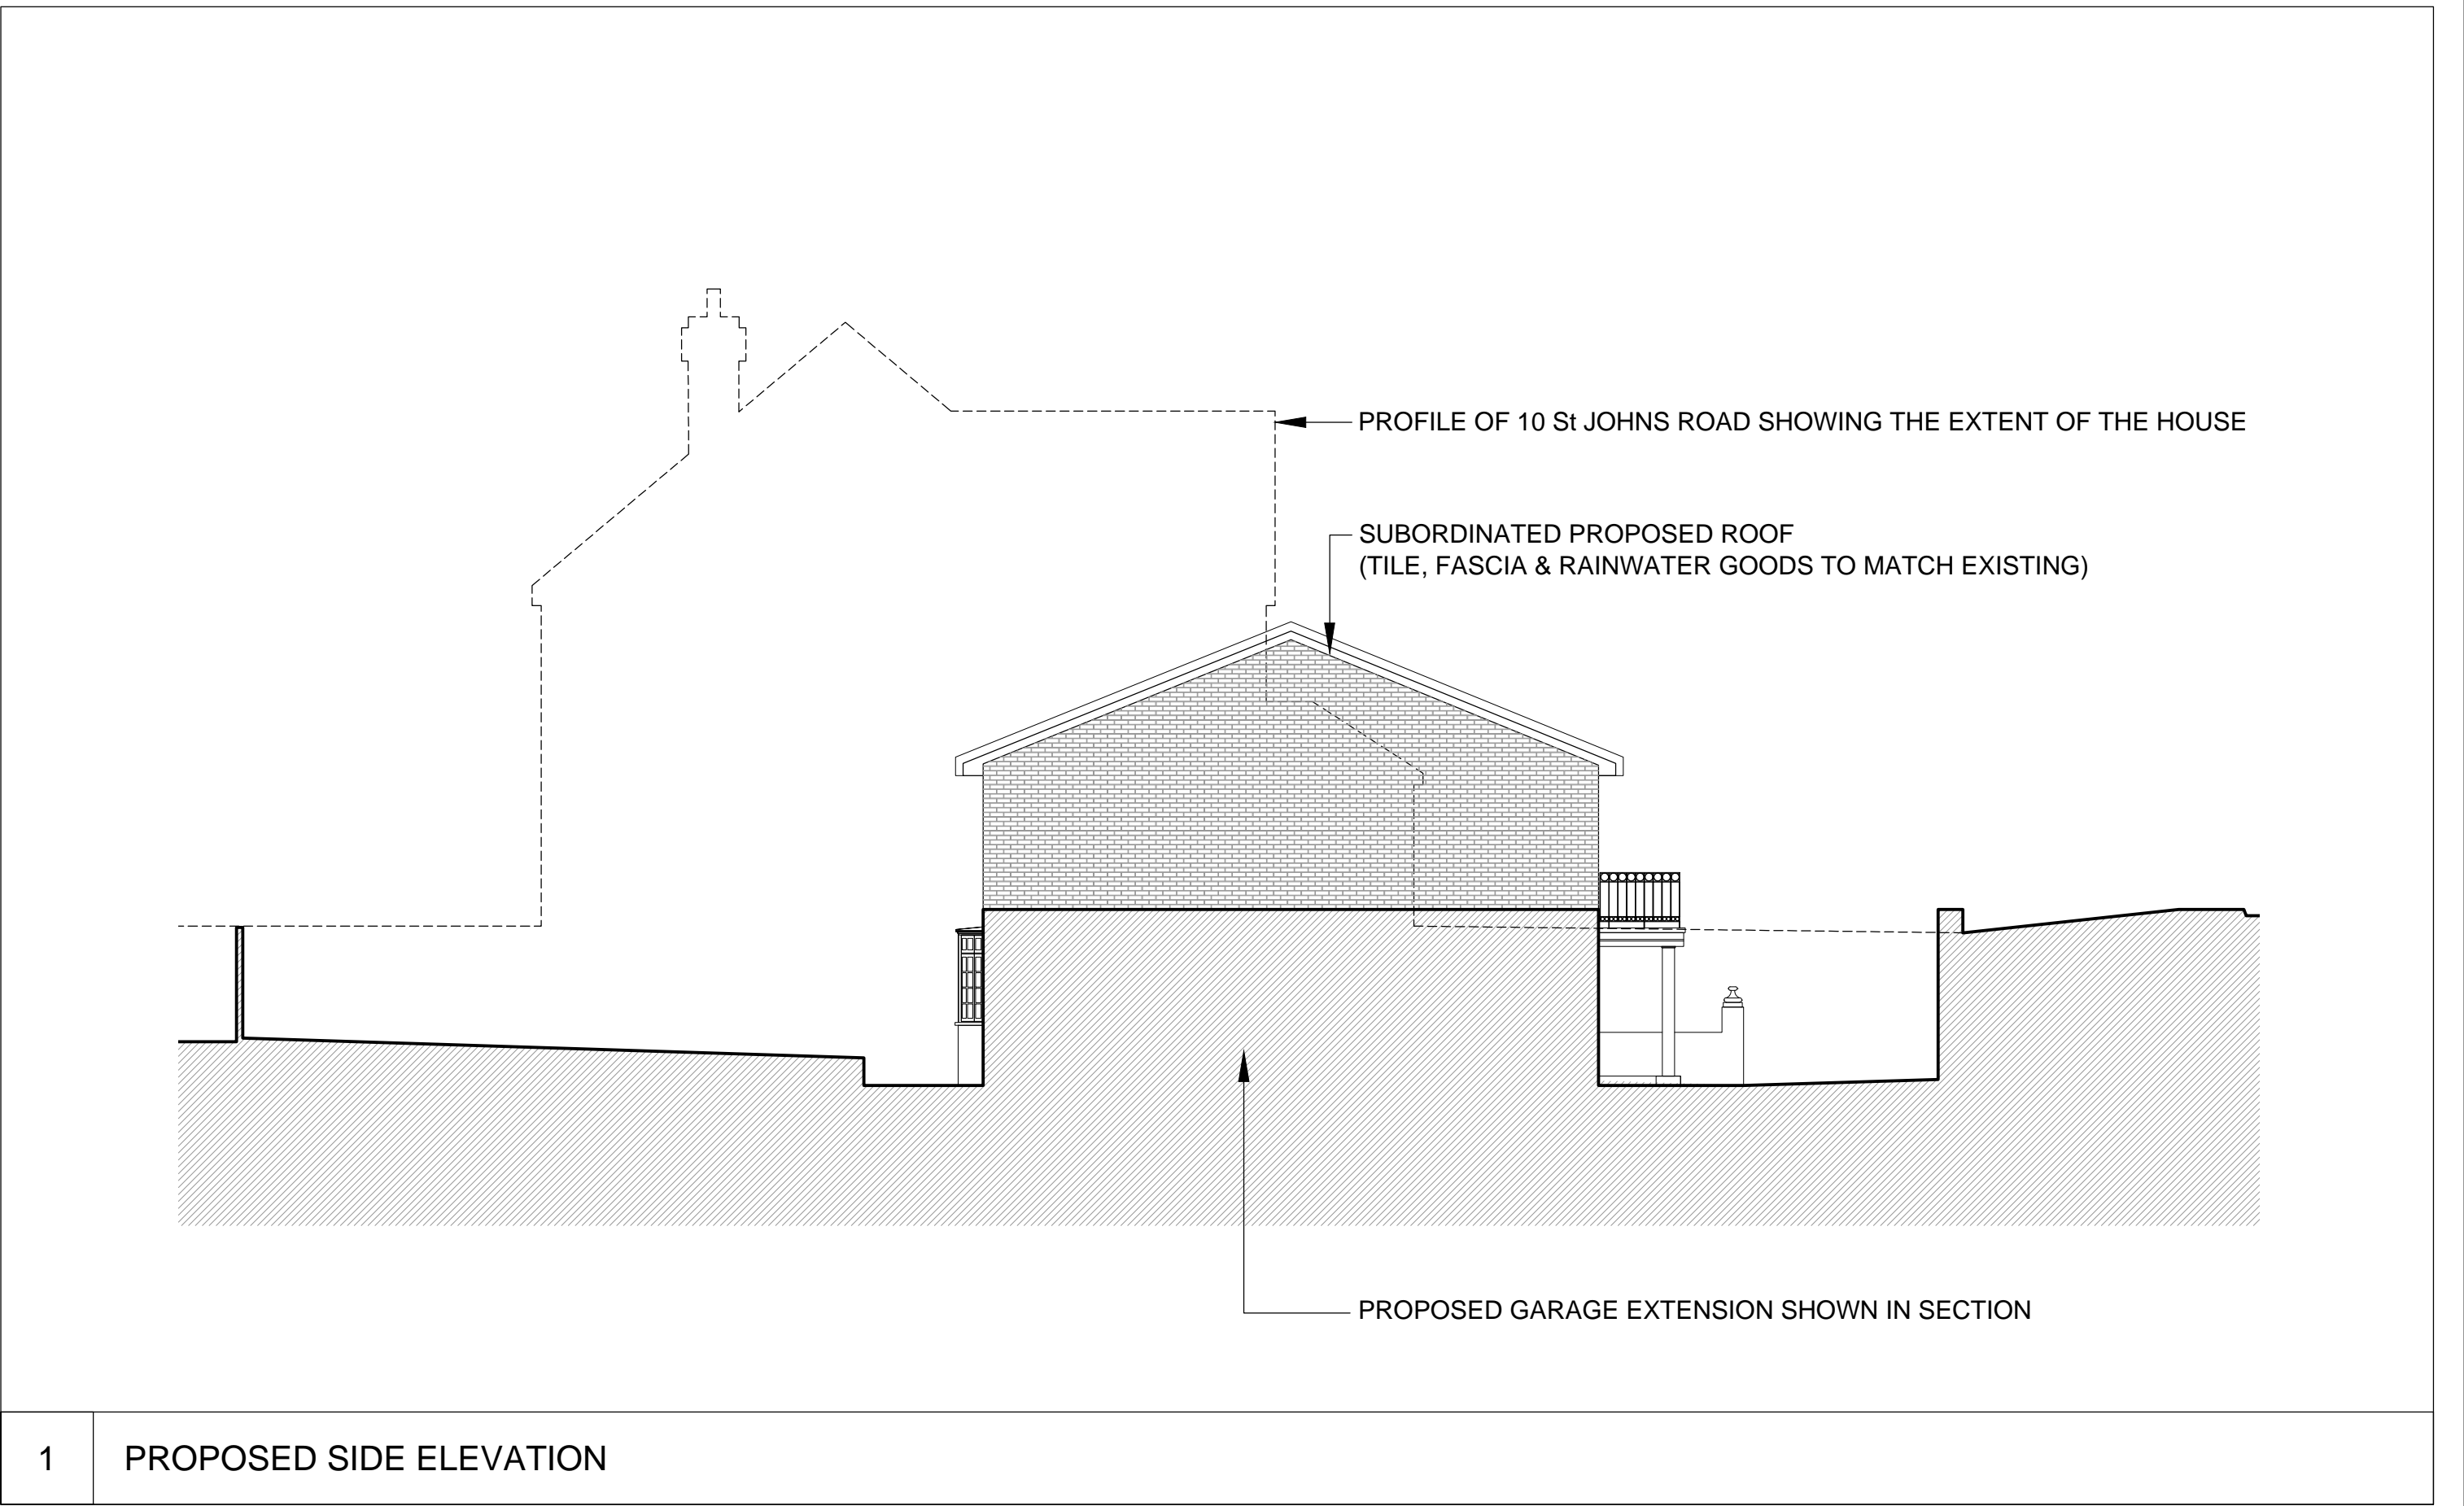 PROFILE OF 10 St JOHNS ROAD SHOWING THE EXTENT OF THE HOUSE
SUBORDINATED PROPOSED ROOF
(TILE, FASCIA & RAINWATER GOODS TO MATCH EXISTING)
PROPOSED GARAGE EXTENSION SHOWN IN SECTION
1
PROPOSED SIDE ELEVATION